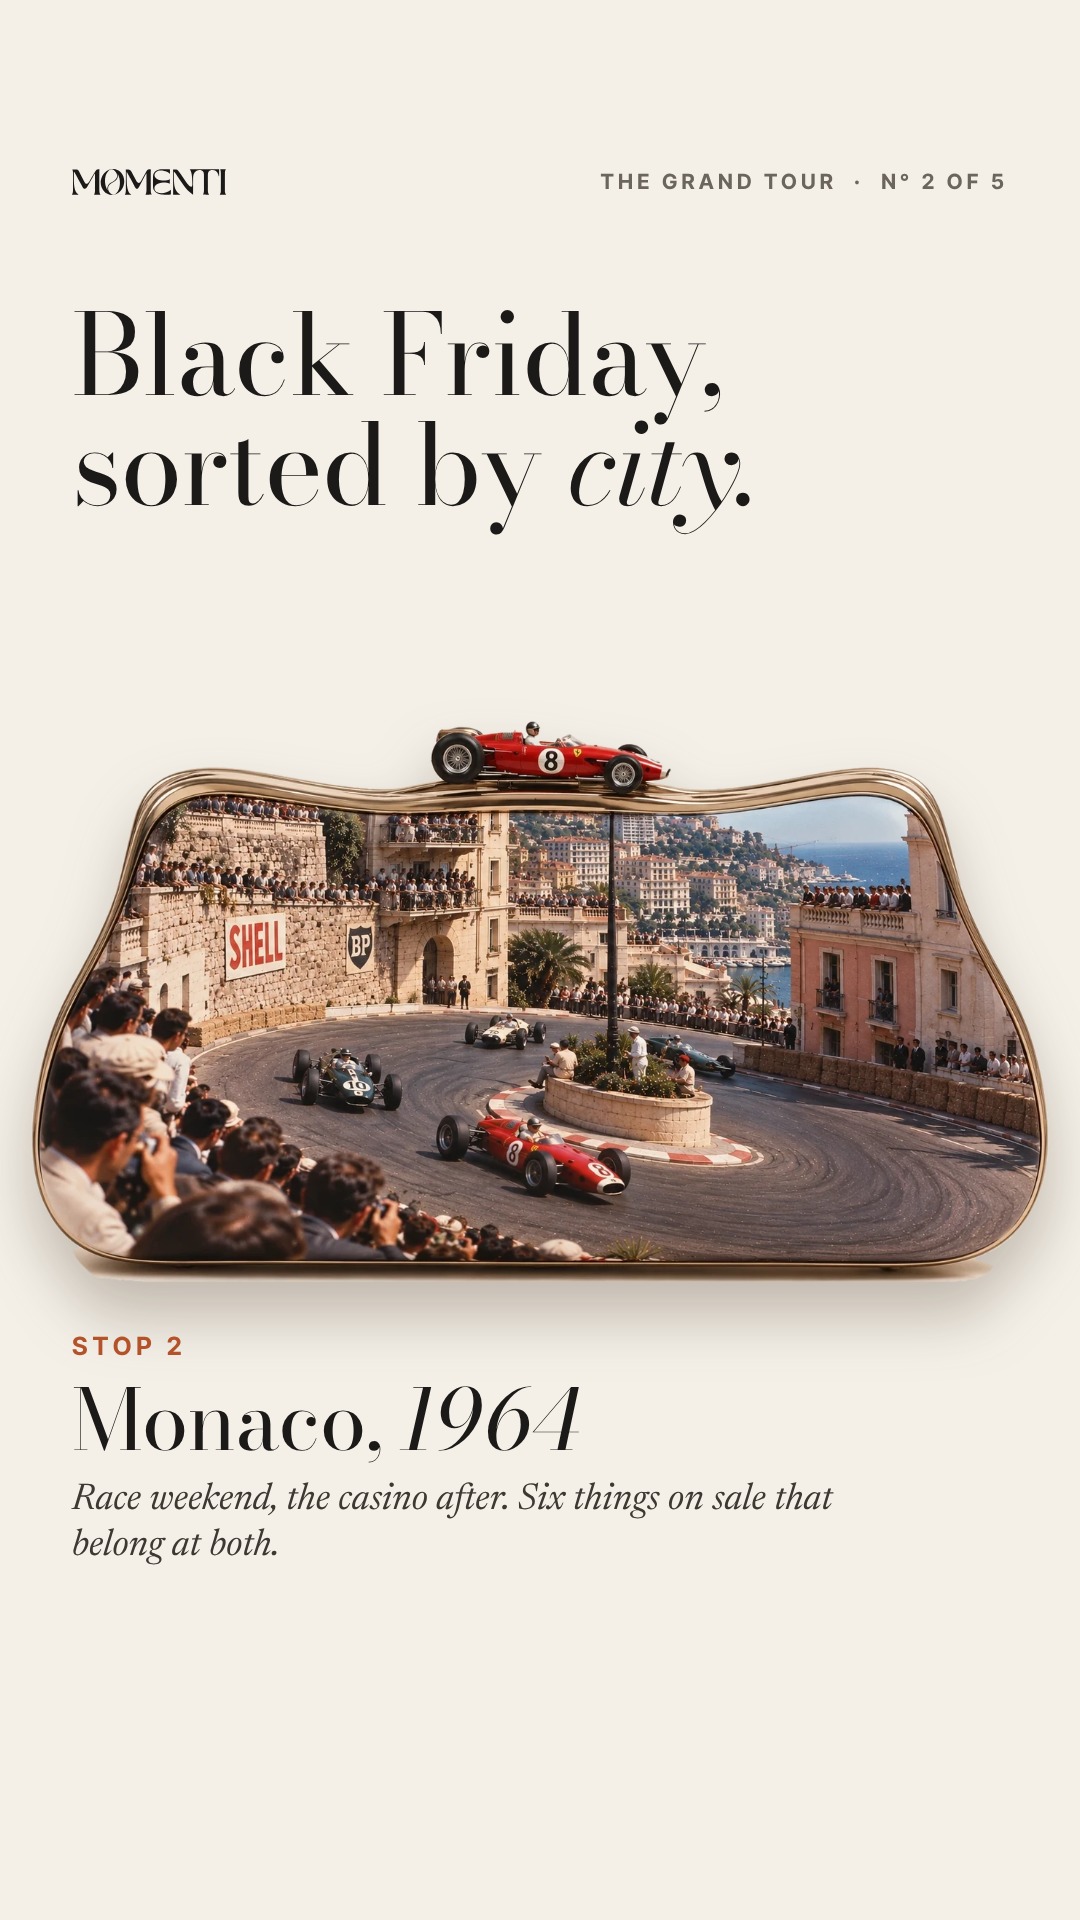 MOMENTI
THE GRAND TOUR · N° 2 OF 5
Black Friday,
sorted by city.
8
SHELL
BP
10
8
8
STOP 2
Monaco, 1964
Race weekend, the casino after. Six things on sale that
belong at both.